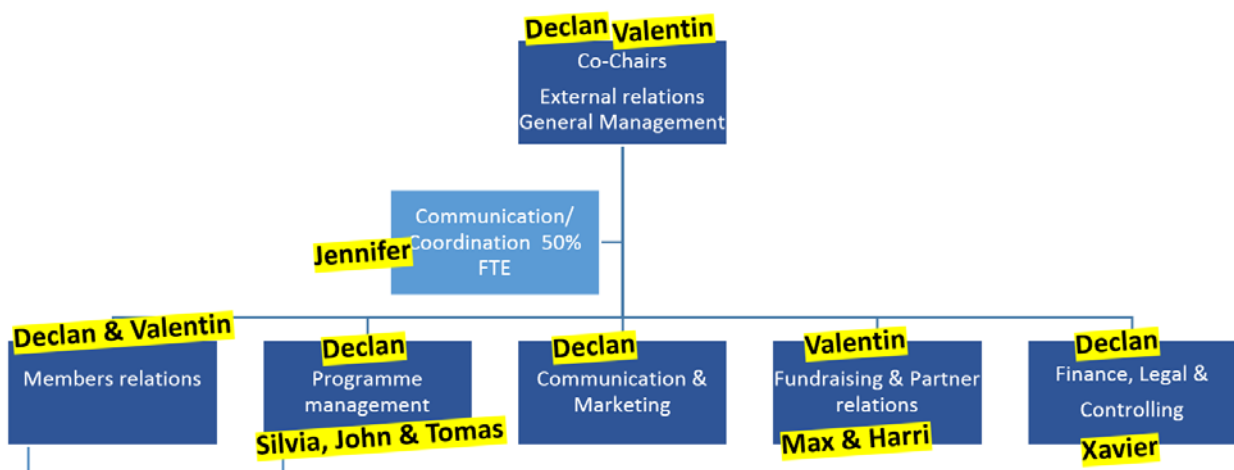 Declan Valentin
Co-Chairs
External relations
General Management
Communication/
Coordination 50%
FTE
Jennifer
Declan & Valentin
Members relations
Declan
Programme
management
Silvia, John & Tomas
Declan
Communication &
Marketing
Valentin
Fundraising & Partner
relations
Max & Harri
Declan
Finance, Legal &
Controlling
Xavier